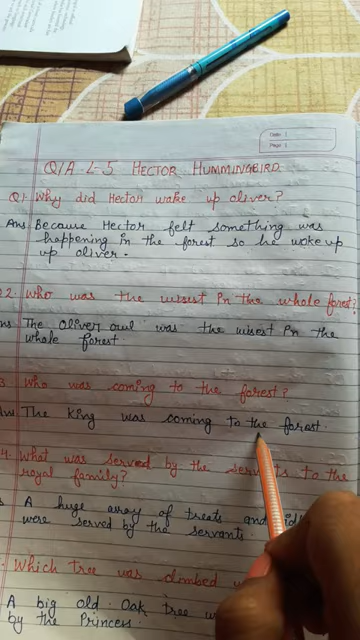 Date
Page
Q/A L-5 HECTOR HUMMINGBIRD
Q1. Why did Hector wake up oliver?
Ans. Because Hector felt something was
happening in the forest so he woke up
up oliver.
2. Who was the wisest in the whole forest?
ns. The Oliver owl was the wisest in the
whole forest.
3. Who was coming to the forest?
The King was coming to the forest.
4. What was served by the servants to the
royal family?
A huge array of treats and
were served by the servants.
Which Tree was climbed
A big old Oak Tree
by the Princess.